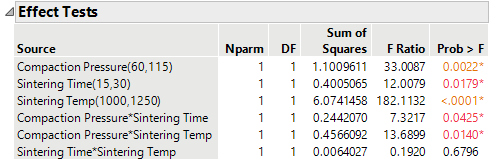 Effect Tests
Sum of
Source Nparm DF Squares F Ratio Prob > F
Compaction Pressure(60,115) 1 1 1.1009611 33.0087 0.0022*
Sintering Time(15,30) 1 1 0.4005065 12.0079 0.0179*
Sintering Temp(1000,1250) 1 1 6.0741458 182.1132 <.0001*
Compaction Pressure*Sintering Time 1 1 0.2442070 7.3217 0.0425*
Compaction Pressure*Sintering Temp 1 1 0.4566092 13.6899 0.0140*
Sintering Time*Sintering Temp 1 1 0.0064027 0.1920 0.6796